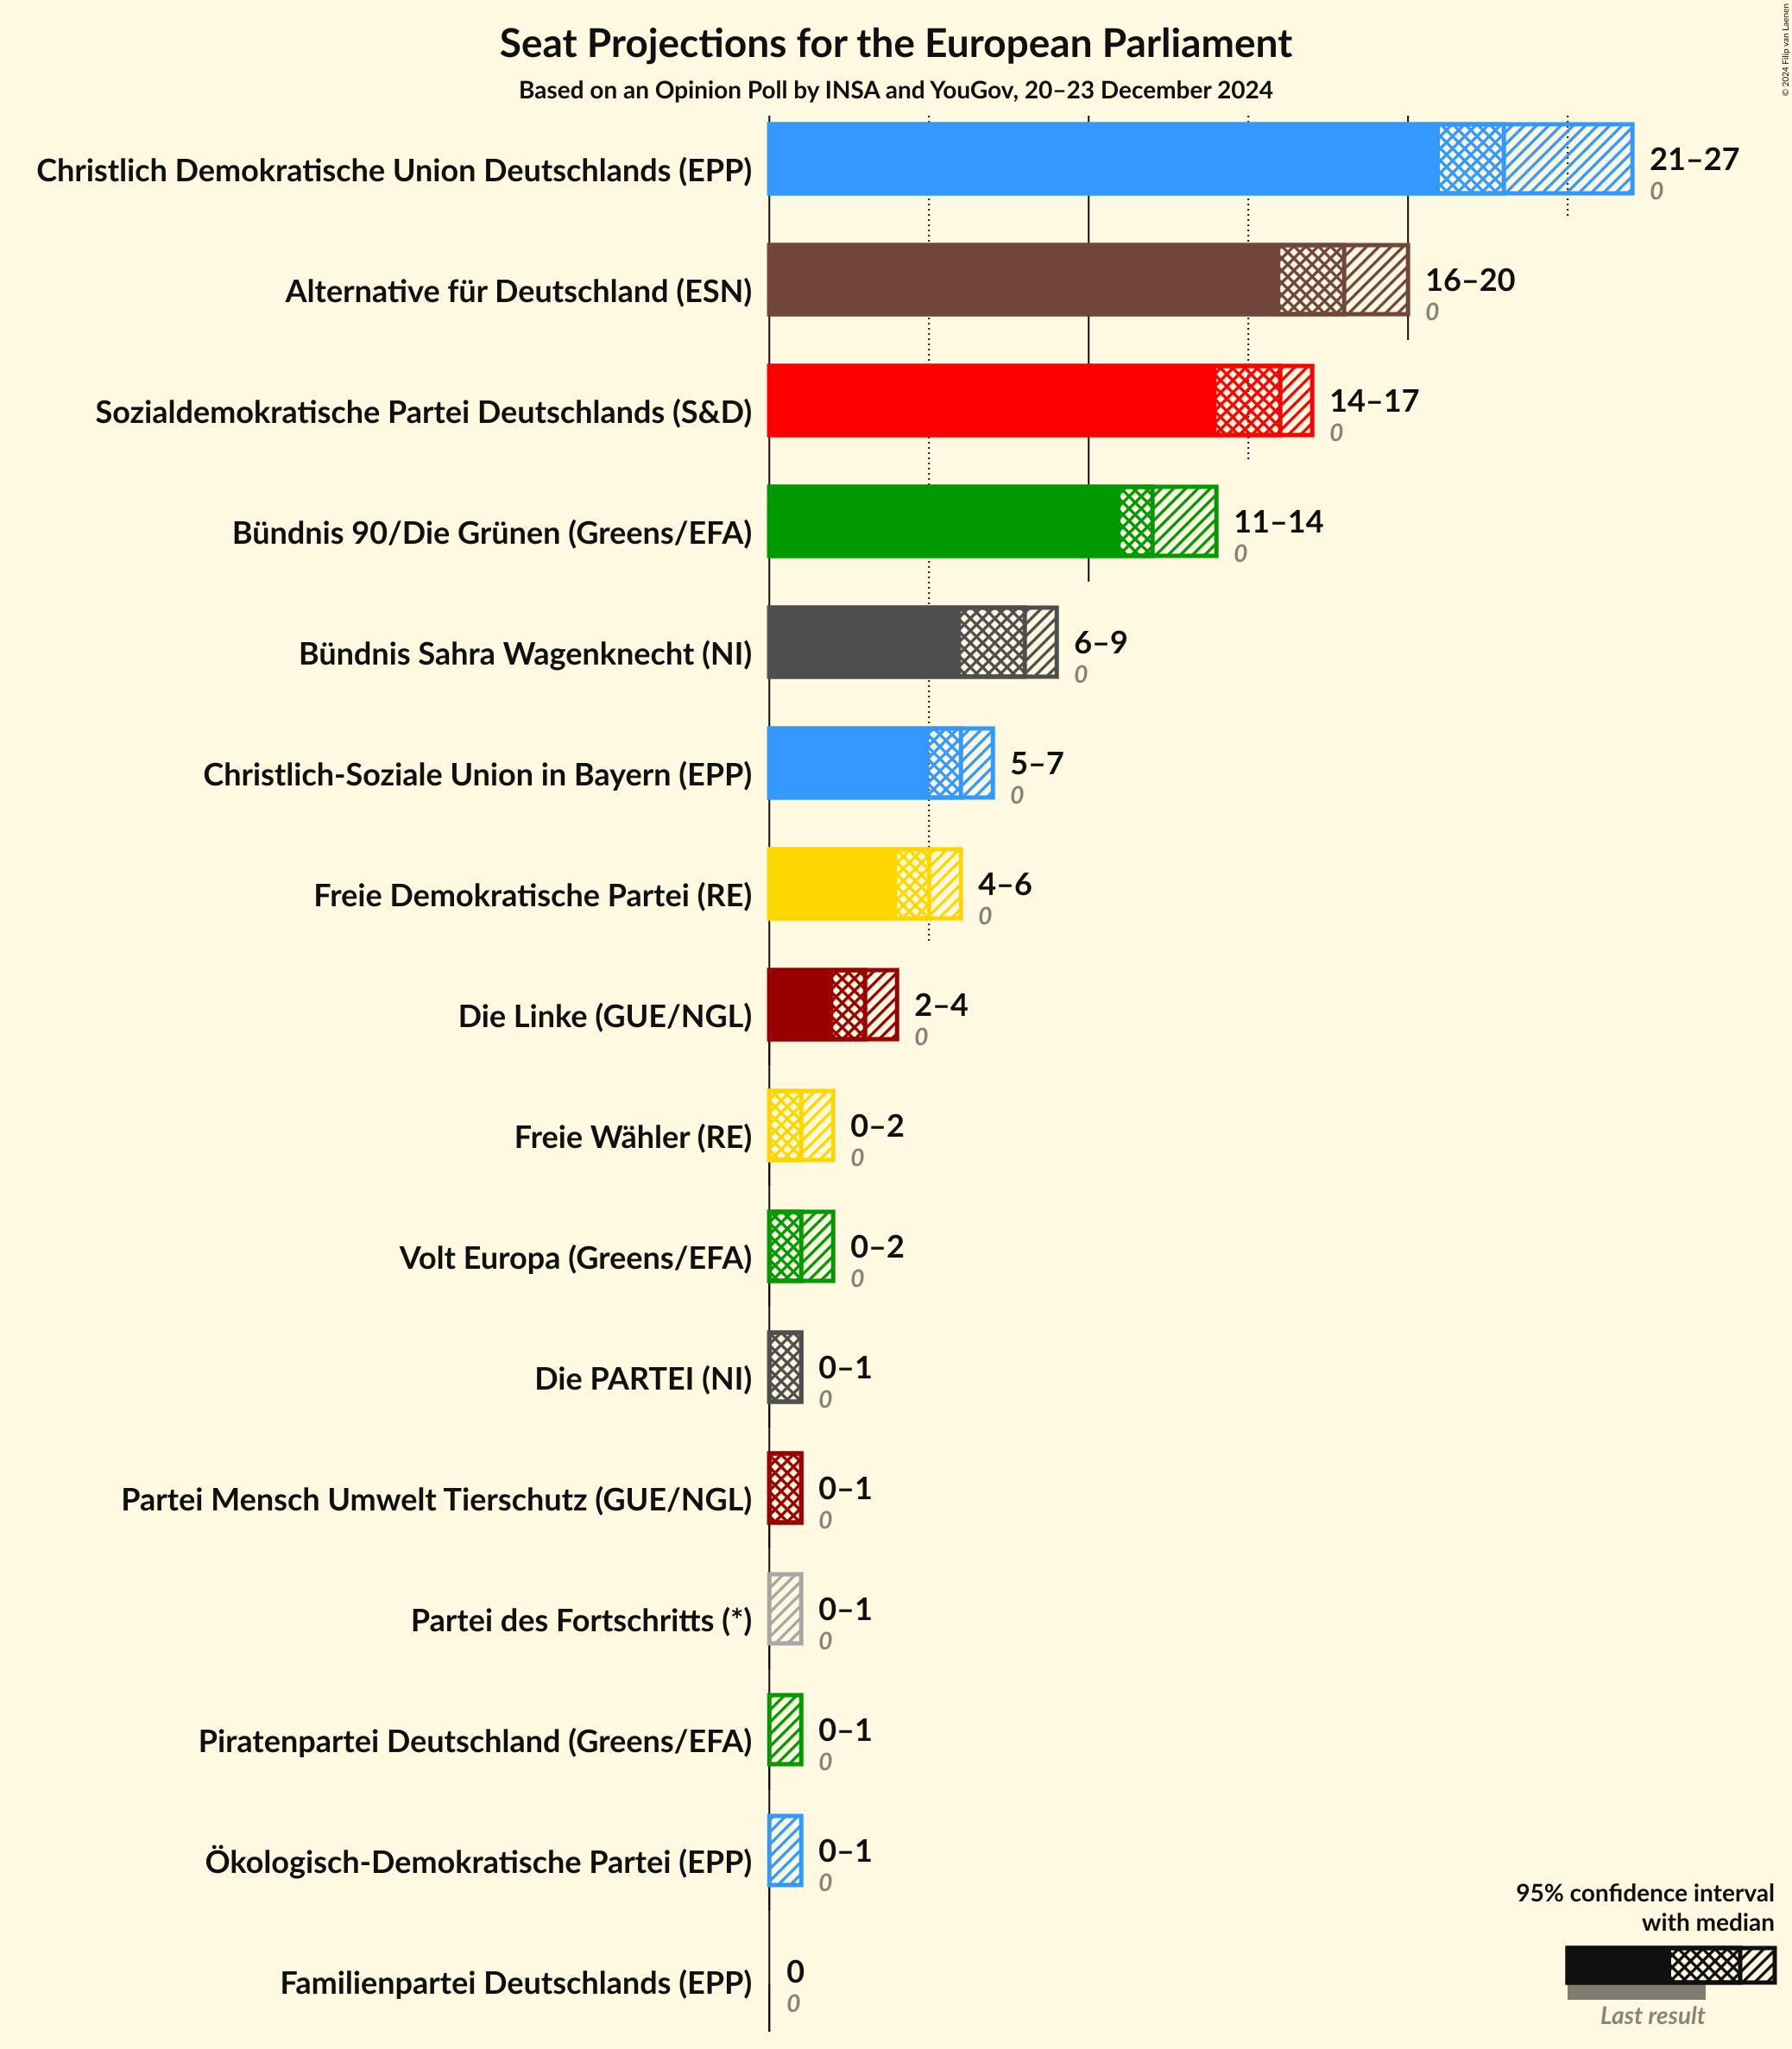 Seat Projections for the European Parliament
Based on an Opinion Poll by INSA and YouGov, 20–23 December 2024
© 2024 Filip van Laenen
Christlich Demokratische Union Deutschlands (EPP)
21–27
0
Alternative für Deutschland (ESN)
16–20
0
Sozialdemokratische Partei Deutschlands (S&D)
14–17
0
Bündnis 90/Die Grünen (Greens/EFA)
11–14
0
Bündnis Sahra Wagenknecht (NI)
6–9
0
Christlich-Soziale Union in Bayern (EPP)
5–7
0
Freie Demokratische Partei (RE)
4–6
0
Die Linke (GUE/NGL)
2–4
0
Freie Wähler (RE)
0–2
0
Volt Europa (Greens/EFA)
0–2
0
Die PARTEI (NI)
0–1
0
Partei Mensch Umwelt Tierschutz (GUE/NGL)
0–1
0
Partei des Fortschritts (*)
0–1
0
Piratenpartei Deutschland (Greens/EFA)
0–1
0
Ökologisch-Demokratische Partei (EPP)
0–1
0
Familienpartei Deutschlands (EPP)
0
0
95% confidence interval
with median
Last result